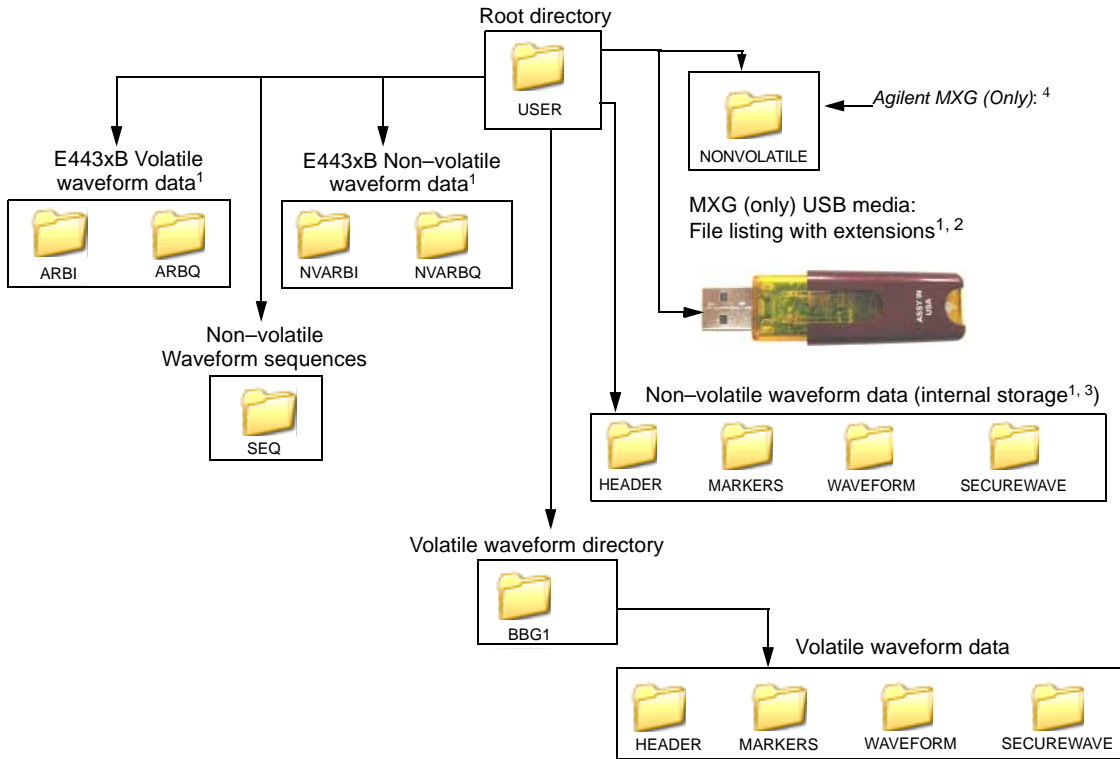 Root directory
USER
Agilent MXG (Only): 4
NONVOLATILE
E443xB Volatile
waveform data1
ARBI
ARBQ
E443xB Non–volatile
waveform data1
NVARBI
NVARBQ
MXG (only) USB media:
File listing with extensions1, 2
ASSY IN
USA
Non–volatile
Waveform sequences
SEQ
Non–volatile waveform data (internal storage1, 3)
HEADER
MARKERS
WAVEFORM
SECUREWAVE
Volatile waveform directory
BBG1
Volatile waveform data
HEADER
MARKERS
WAVEFORM
SECUREWAVE